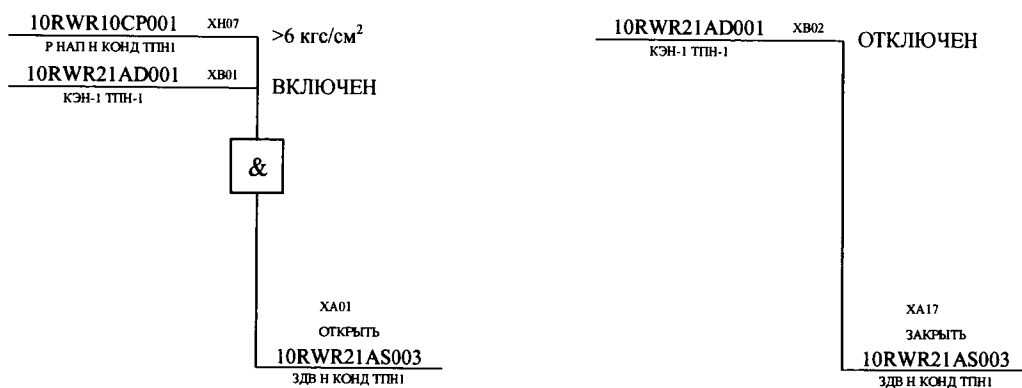 10RWR10CP001 XH07 >6 кгс/см²
Р НАП Н КОНД ТПН1
10RWR21AD001 XB01 ВКЛЮЧЕН
КЭН-1 ТПН-1
&
XA01
ОТКРЫТЬ
10RWR21AS003
ЗДВ Н КОНД ТПН1
10RWR21AD001 XB02 ОТКЛЮЧЕН
КЭН-1 ТПН-1
XA17
ЗАКРЫТЬ
10RWR21AS003
ЗДВ Н КОНД ТПН1